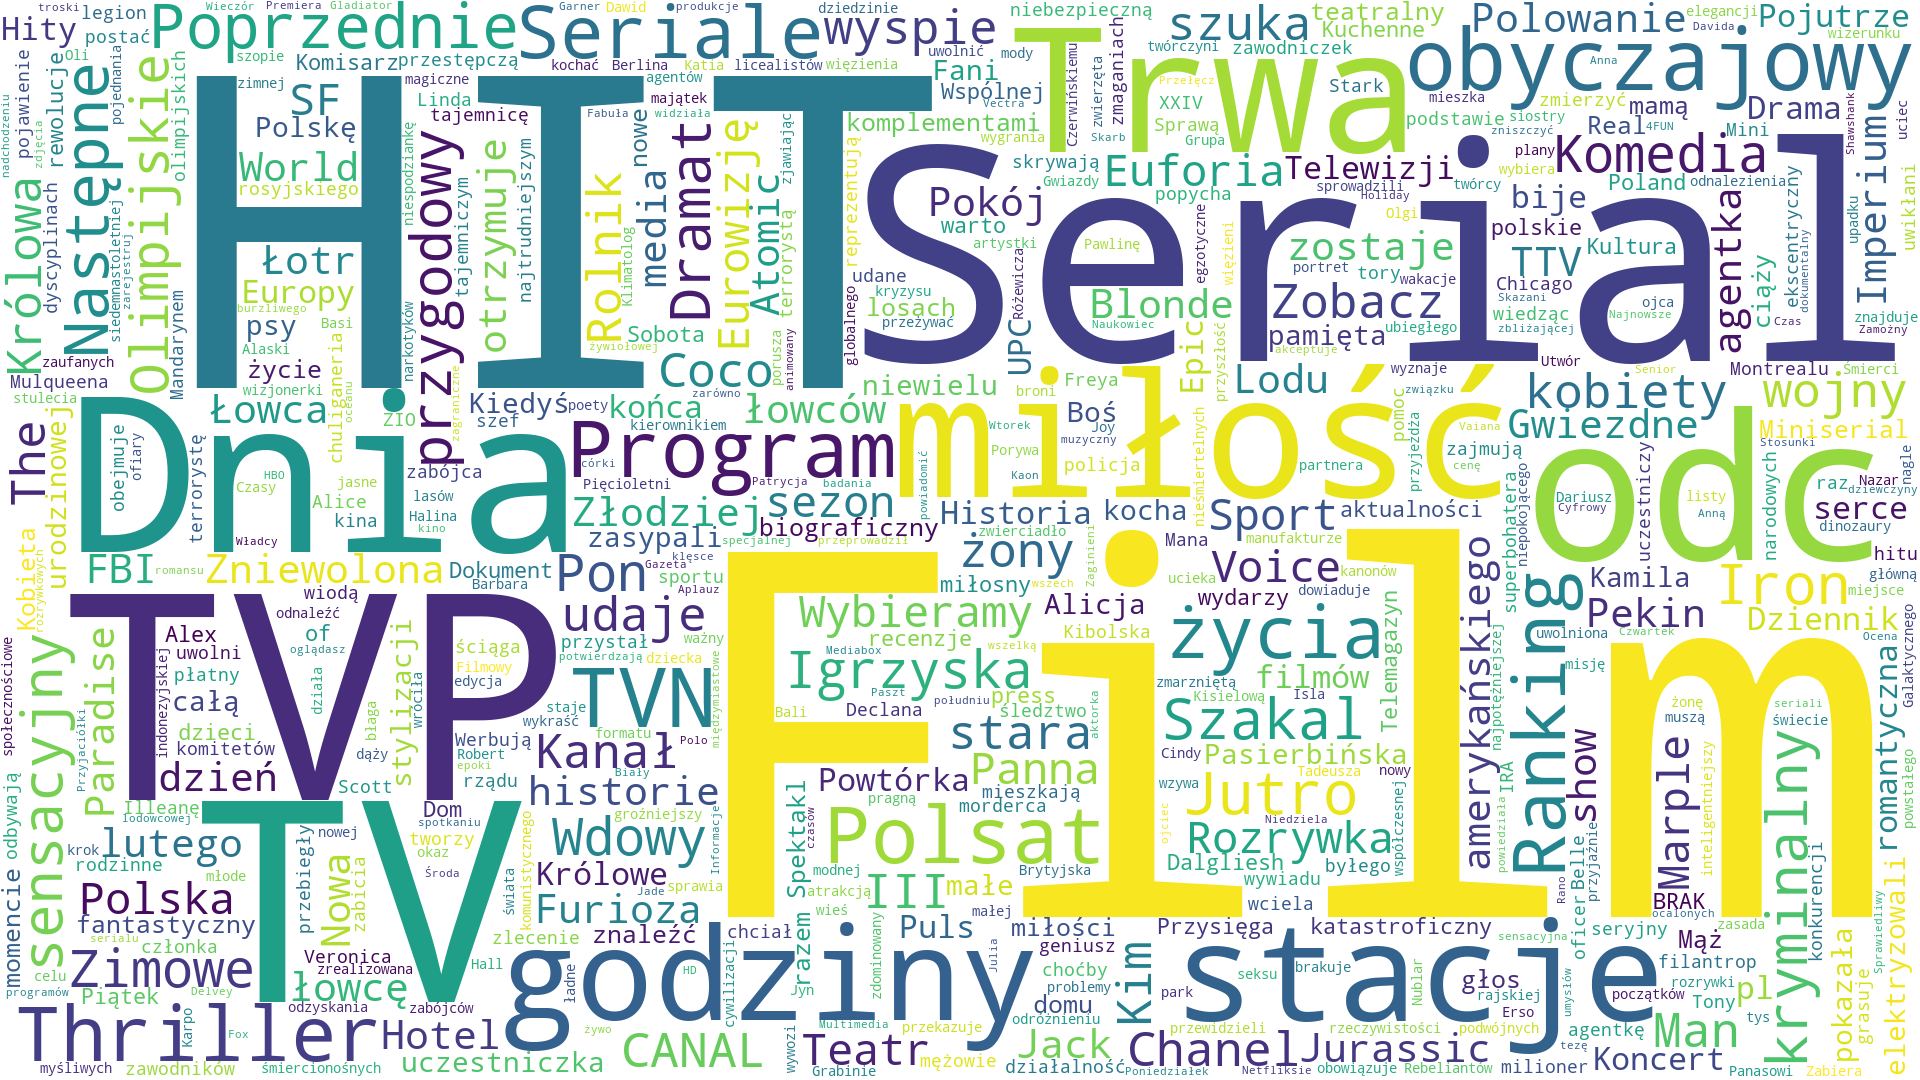 HIT
Serial
Film
TVP
TV
Dnia
miłość
odc
godziny
stacje
Trwa
obyczajowy
Seriale
Poprzednie
wyspie
szuka
Polowanie
Pojutrze
Hity
legion
postać
troski
Wieczór
Premiera
Gladiator
Garner
Dawid
produkcje
dziedzinie
niebezpieczną
teatralny
Kuchenne
elegancji
Davida
wizerunku
szopie
Komisarz
przestępczą
uwolnić
mody
twórczyni
zawodniczek
Oli
kochać
Berlina
Katia
licealistów
więzienia
Fani
Anna
Następne
Olimpijskie
olimpijskich
rewolucje
pojawienie
pojednania
nadchodzeniu
zdjęcia
zimnej
SF
magiczne
Linda
tajemnicę
agentów
majątek
Fabuła
widziała
nowe
Wspólnej
Vectra
zwierzęta
zmaganiach
XXIV
Sprawą
Stark
mieszka
zmierzyć
mamą
Drama
Polskę
World
rosyjskiego
przygodowy
otrzymuje
niespodziankę
tajemniczym
najtrudniejszym
Rolnik
media
Dramat
Eurowizję
Atomic
terrorystą
zjawiając
reprezentują
komplementami
wygrania
Czerwińskiemu
Skarb
Przełęcz
Grupa
podstawie
siostry
zniszczyć
Real
4FUN
Mini
Shawshank
uciec
Królowa
dyscyplinach
siedemnastoletniej
zarejestruj
Łotr
Europy
burzliwego
psy
Basi
Alaski
życie
Mandarynem
wizjonerki
zaufanych
Mulqueena
stulecia
narkotyków
Klimatolog
Sobota
żywiołowej
Coco
porusza
animowany
globalnego
udane
kryzysu
losach
przeżywać
skrywają
Gwiazdy
Pokój
warto
artystki
Różewicza
Euforia
popycha
Telewizji
sprowadzili
Holiday
twórcy
plany
wybiera
Komedia
bije
polskie
Poland
odnalezienia
TTV
Kultura
agentka
ekscentryczny
dokumentalny
upadku
Imperium
uwikłani
Olgi
Pawlinę
egzotyczne
więzieni
zostaje
portret
tory
wakacje
Chicago
Skazani
ojca
wiedząc
Najnowsze
zbliżającej
ciąży
Czas
znajduje
Zamożny
Blonde
Naukowiec
Zobacz
pamięta
ubiegłego
akceptuje
Utwór
wyznaje
Senior
Montrealu
Śmierci
UPC
Epic
przyszłość
niewielu
Freya
broni
Lodu
związku
kobiety
wojny
Łowca
oceanu
Kiedyś
poety
zagraniczne
szef
końca
zarówno
łowców
kierownikiem
Boś
Joy
Wtorek
muzyczny
Porywa
Kaon
policja
nieśmiertelnych
pomoc
Vaiana
zajmują
cenę
przyjeżdża
partnera
Gwiezdne
Miniserial
Stosunki
The
urodzinowej
obejmuje
ofiary
ZIO
chuliganeria
terrorystę
HBO
Czasy
jasne
Alice
kina
zabójca
lasów
Halina
kino
Władcy
Program
córki
Patrycja
Pięcioletni
badania
powiadomić
sezon
Złodziej
biograficzny
Historia
zwierciadło
kocha
Sport
aktualności
manufakturze
Dariusz
Cyfrowy
listy
Anną
narodowych
raz
Nazar
nagle
dziewczyny
serce
dinozaury
uczestniczy
niepokojącego
superbohatera
hitu
główną
miejsce
Kobieta
rozrywkowych
FBI
romansu
Zniewolona
Dokument
Barbara
zasypali
specjalnej
przeprowadził
klęsce
Gazeta
Aplauz
sportu
Pon
żony
miłosny
wszech
Zaginieni
Mana
ucieka
Voice
kanonów
dowiaduje
wydarzy
amerykańskiego
Kamila
Pekin
Iron
Dziennik
uwolniona
Czwartek
Ocena
Galaktycznego
wiodą
odnaleźć
of
oglądasz
Alex
uwolni
płatny
całą
dzieci
komitetów
dzień
indonezyjskiej
Paradise
sensacyjny
społecznościowe
Przyjaciółki
działa
stylizacji
błaga
dąży
wróciła
ściąga
Filmowy
edycja
udaje
przystał
potwierdzają
dziecka
ważny
międzymiastowe
TVN
staje
wykraść
formatu
Werbują
Robert
epoki
rządu
Kanał
Polo
Biały
Wybieramy
recenzje
Mediabox
Alicja
Kibolska
wszelką
Igrzyska
Paszt
Bali
Declana
południu
press
śledztwo
zmarzniętą
aktorka
życia
Kisielową
Isla
filmów
Telemagazyn
Szakal
Cindy
Pasierbińska
wzywa
Tadeusza
nowy
stara
Panna
Powtórka
mieszkają
pragną
morderca
Jutro
Niedziela
ojciec
najpotężniejszej
Ranking
misję
żonę
seriali
muszą
świecie
romantyczna
powstałego
IRA
show
Marple
inteligentniejszy
kryminalny
Illeanę
lodowcowej
krok
rodzinne
lutego
Scott
Dom
spotkaniu
nowej
tworzy
okaz
Środa
historie
groźniejszy
Informacje
Wdowy
czasów
Spektakl
Polsat
Rozrywka
współczesnej
powiedziała
przyjaźnie
Polska
młode
fantastyczny
serialu
członka
celu
momencie
odbywają
przebiegły
Nowa
zabicia
świata
komunistycznego
Królowe
Jade
sprawia
Furioza
modnej
atrakcją
wieś
III
małe
Brytyjska
Dalgliesh
wywiadu
byłego
wciela
Rano
oficer
Belle
BRAK
ocalonych
seryjny
zasada
konkurencji
Sprawiedliwy
elektryzowali
Zimowe
programów
Piątek
Delvey
Veronica
zrealizowana
łowcę
Hall
zlecenie
znaleźć
ładne
HD
chciał
cywilizacji
razem
Jyn
zdominowany
Puls
Julia
miłości
małej
geniusz
choćby
problemy
domu
Kim
Przysięga
katastroficzny
sensacyjna
park
seksu
brakuje
głos
rajskiej
Erso
Nublar
umysłów
Mąż
filantrop
rozrywki
początków
Tony
pl
tys
pokazała
grasuje
Thriller
myśliwych
zawodników
Karpo
Fox
odzyskania
śmiercionośnych
Hotel
zabójców
uczestniczka
żywo
CANAL
wywozi
Multimedia
Teatr
Grabinie
przekazuje
mężowie
odróżnieniu
Jack
działalność
Poniedziałek
przewidzieli
Chanel
Netfliksie
rzeczywistości
Jurassic
obowiązuje
podwójnych
Rebeliantów
tezę
agentkę
milioner
Man
Koncert
Panasowi
Zabiera